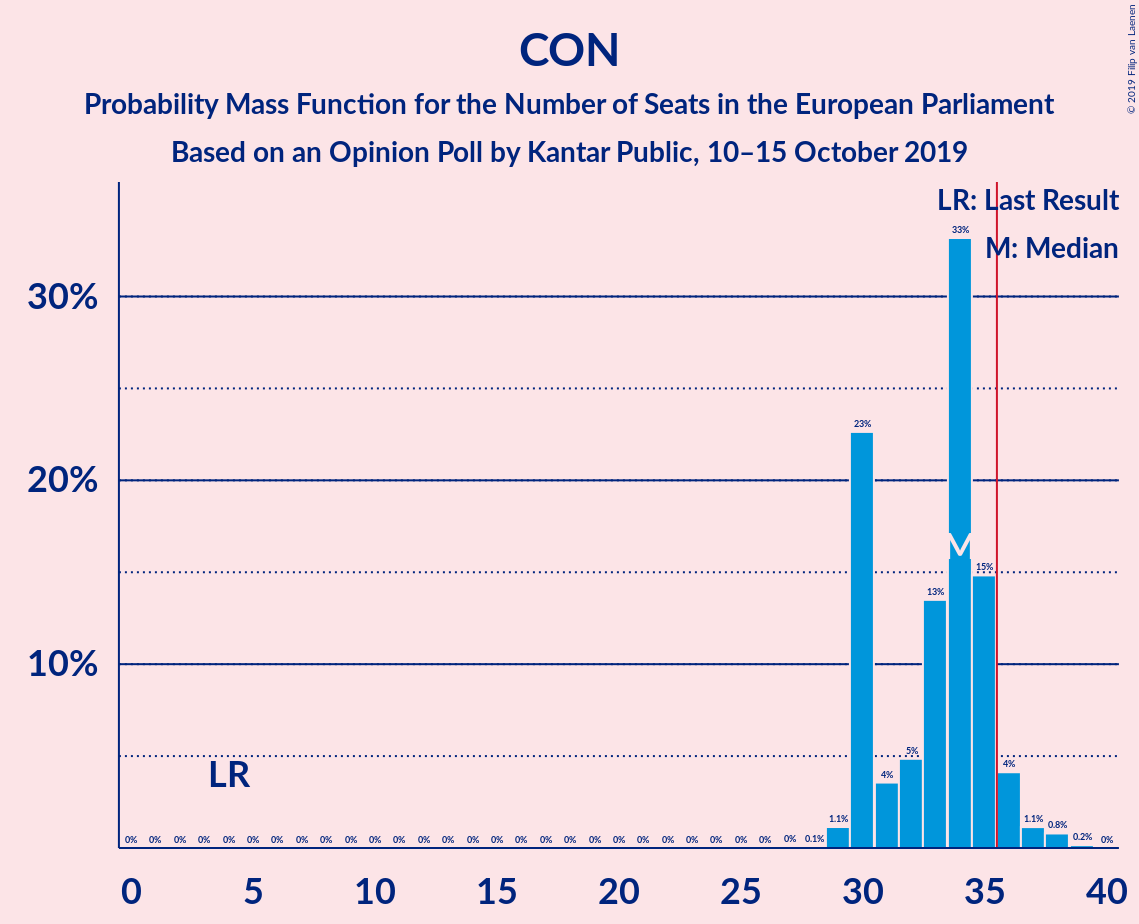 CON
Probability Mass Function for the Number of Seats in the European Parliament
Based on an Opinion Poll by Kantar Public, 10–15 October 2019
© 2019 Filip van Laenen
LR: Last Result
M: Median
30%
20%
10%
33%
23%
M
15%
13%
5%
4%
4%
LR
1.1%
1.1%
0.8%
0% 0% 0% 0% 0% 0% 0% 0% 0% 0% 0% 0% 0% 0% 0% 0% 0% 0% 0% 0% 0% 0% 0% 0% 0% 0% 0% 0% 0.1% 0.2% 0%
0 5 10 15 20 25 30 35 40